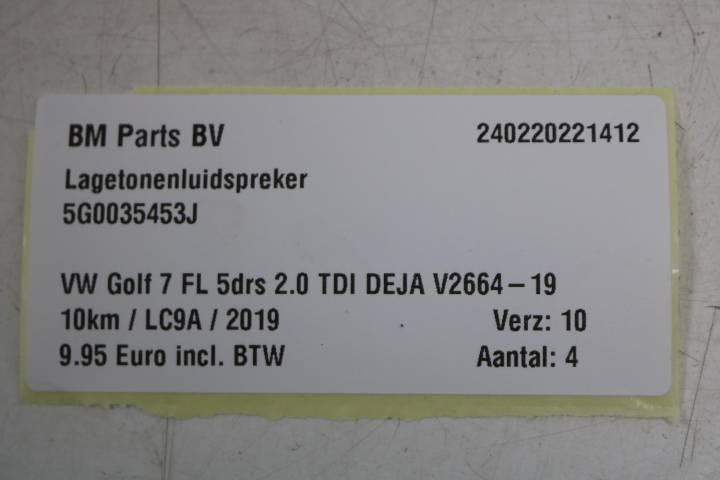 BM Parts BV 240220221412
Lagetonenluidspreker
5G0035453J
VW Golf 7 FL 5drs 2.0 TDI DEJA V2664-19
10km / LC9A / 2019 Verz: 10
9.95 Euro incl. BTW Aantal: 4